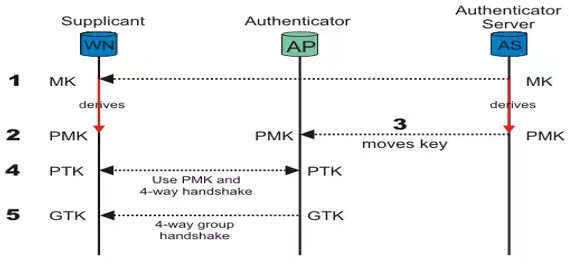 Supplicant Authenticator Authenticator Server
WN AP AS
1 MK MK
derives derives
2 PMK PMK 3 moves key PMK
4 PTK Use PMK and 4-way handshake PTK
5 GTK 4-way group handshake GTK